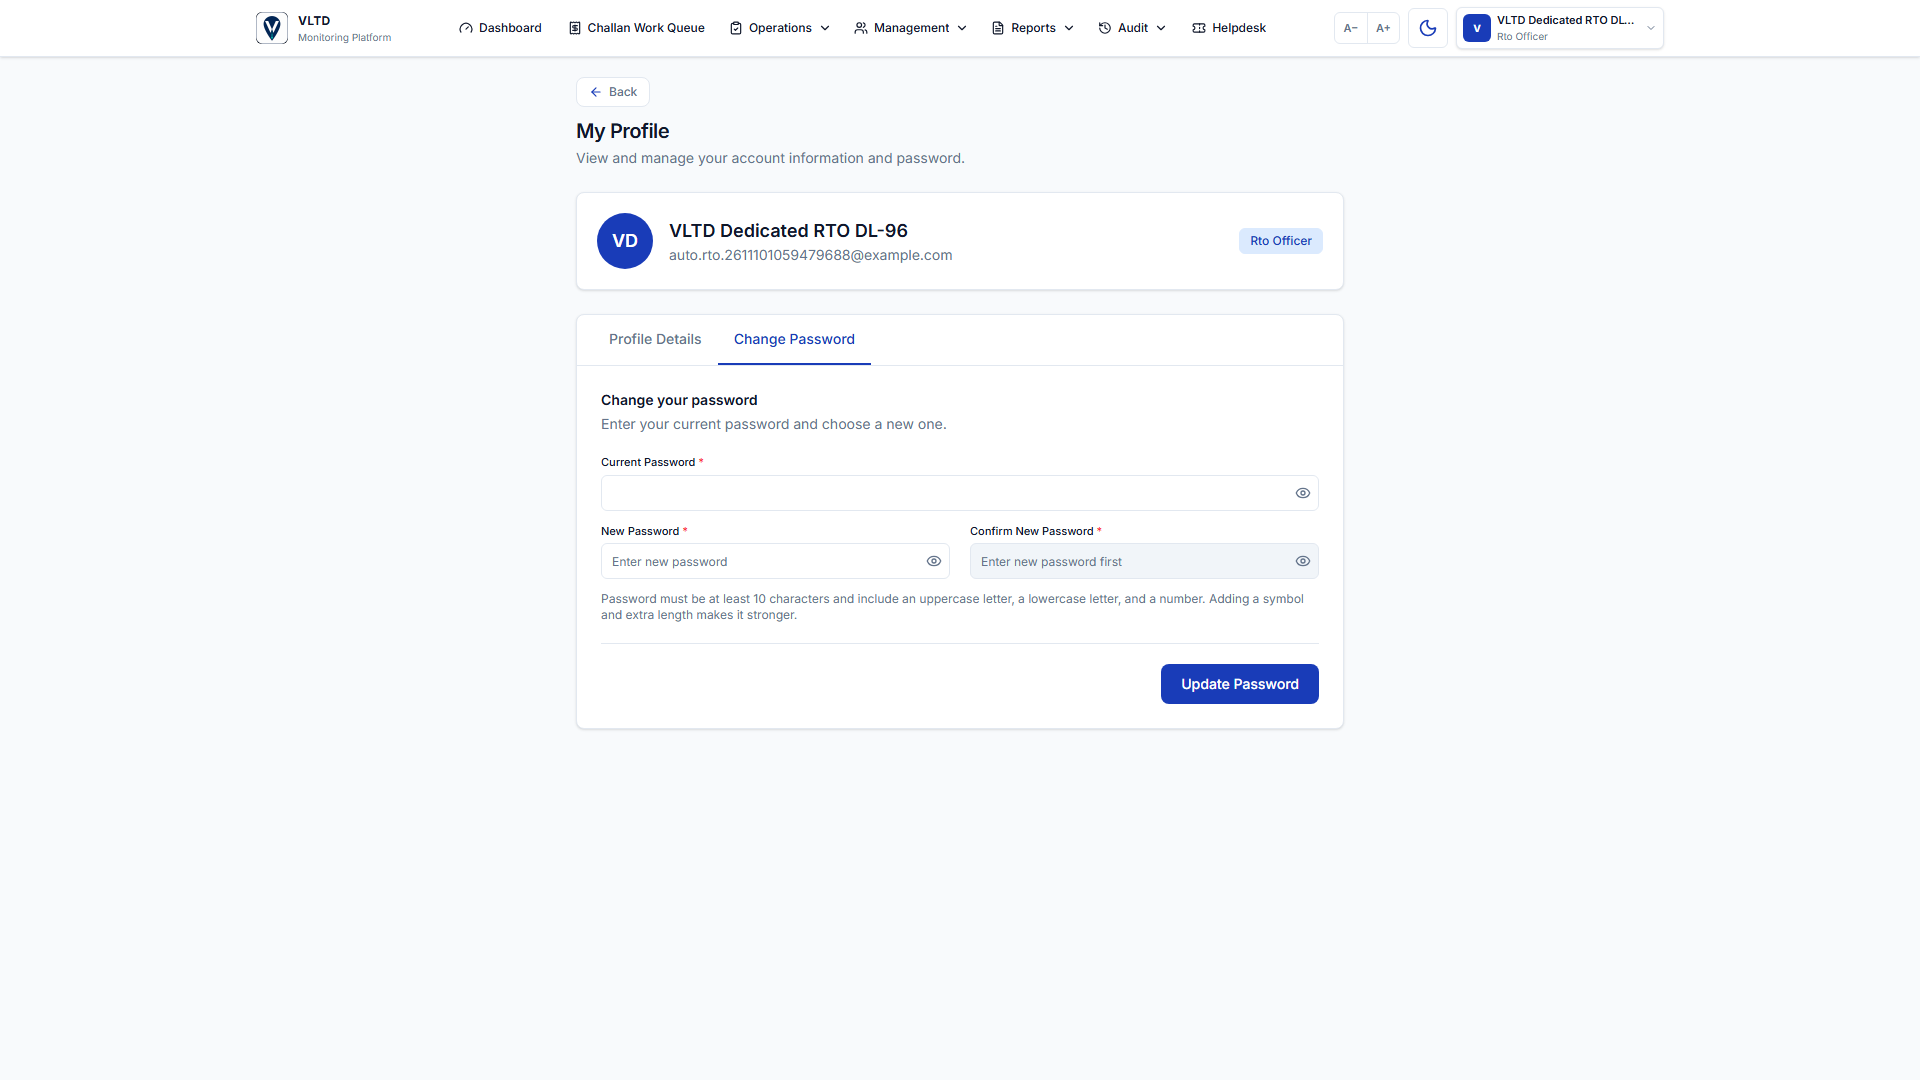 VLTD
Monitoring Platform
Dashboard
Challan Work Queue
Operations
Management
Reports
Audit
Helpdesk
A−
A+
V
VLTD Dedicated RTO DL...
Rto Officer
Back
My Profile
View and manage your account information and password.
VD
VLTD Dedicated RTO DL-96
auto.rto.2611101059479688@example.com
Rto Officer
Profile Details
Change Password
Change your password
Enter your current password and choose a new one.
Current Password *
New Password *
Confirm New Password *
Enter new password
Enter new password first
Password must be at least 10 characters and include an uppercase letter, a lowercase letter, and a number. Adding a symbol
and extra length makes it stronger.
Update Password